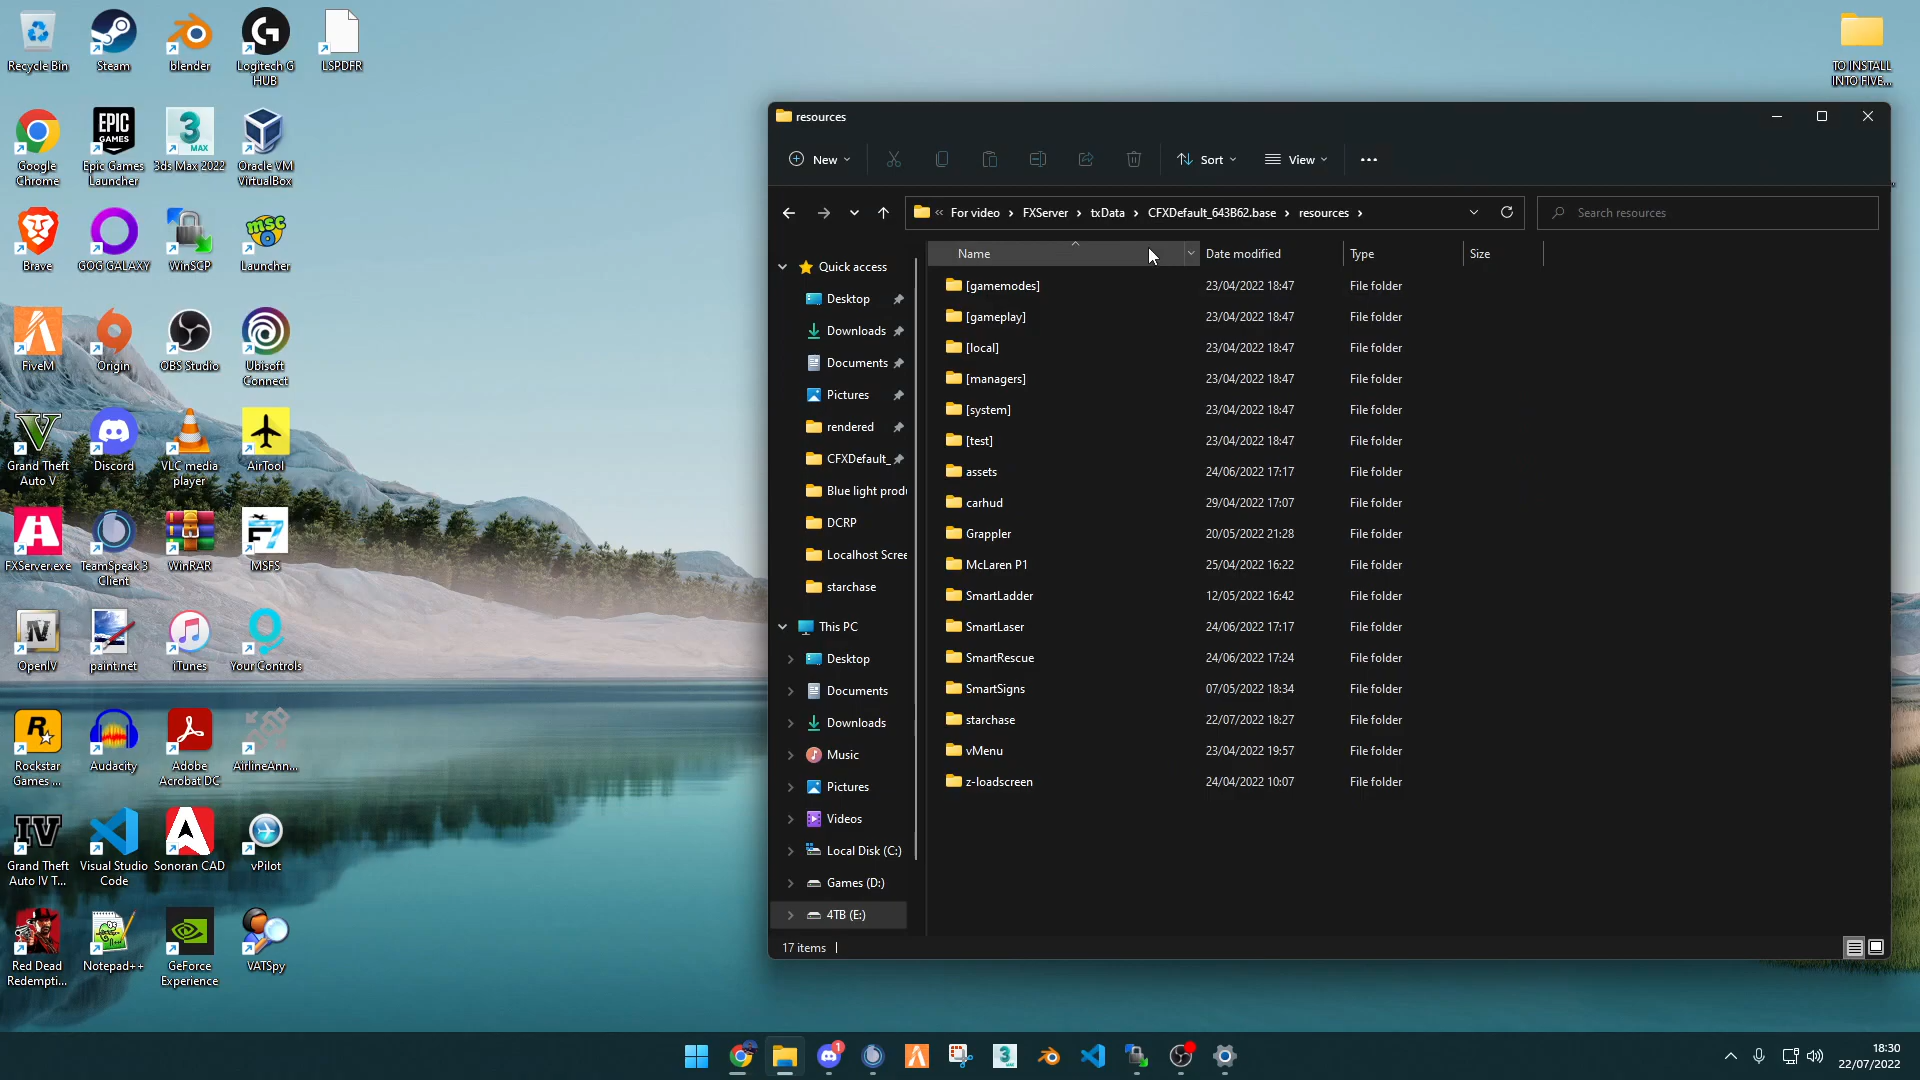 Recycle Bin
Steam
blender
Logitech G
HUB
LSPDFR
TO INSTALL
INTO FIVE...
Google
Chrome
Epic Games
Launcher
3ds Max 2022
Oracle VM
VirtualBox
Brave
GOG GALAXY
WinSCP
Launcher
FiveM
Origin
OBS Studio
Ubisoft
Connect
Grand Theft
Auto V
Discord
VLC media
player
AirTool
FXServer.exe
TeamSpeak 3
Client
WinRAR
MSFS
OpenIV
paint.net
iTunes
Your Controls
Rockstar
Games ...
Audacity
Adobe
Acrobat DC
AirlineAnn...
Grand Theft
Auto IV T...
Visual Studio
Code
Sonoran CAD
vPilot
Red Dead
Redempti...
Notepad++
GeForce
Experience
VATSpy
resources
New
Sort
View
« For video › FXServer › txData › CFXDefault_643B62.base › resources ›
Search resources
Name Date modified Type Size
Quick access
Desktop
Downloads
Documents
Pictures
rendered
CFXDefault_
Blue light produ
DCRP
Localhost Scree
starchase
This PC
Desktop
Documents
Downloads
Music
Pictures
Videos
Local Disk (C:)
Games (D:)
4TB (E:)
[gamemodes] 23/04/2022 18:47 File folder
[gameplay] 23/04/2022 18:47 File folder
[local] 23/04/2022 18:47 File folder
[managers] 23/04/2022 18:47 File folder
[system] 23/04/2022 18:47 File folder
[test] 23/04/2022 18:47 File folder
assets 24/06/2022 17:17 File folder
carhud 29/04/2022 17:07 File folder
Grappler 20/05/2022 21:28 File folder
McLaren P1 25/04/2022 16:22 File folder
SmartLadder 12/05/2022 16:42 File folder
SmartLaser 24/06/2022 17:17 File folder
SmartRescue 24/06/2022 17:24 File folder
SmartSigns 07/05/2022 18:34 File folder
starchase 22/07/2022 18:27 File folder
vMenu 23/04/2022 19:57 File folder
z-loadscreen 24/04/2022 10:07 File folder
17 items
18:30
22/07/2022